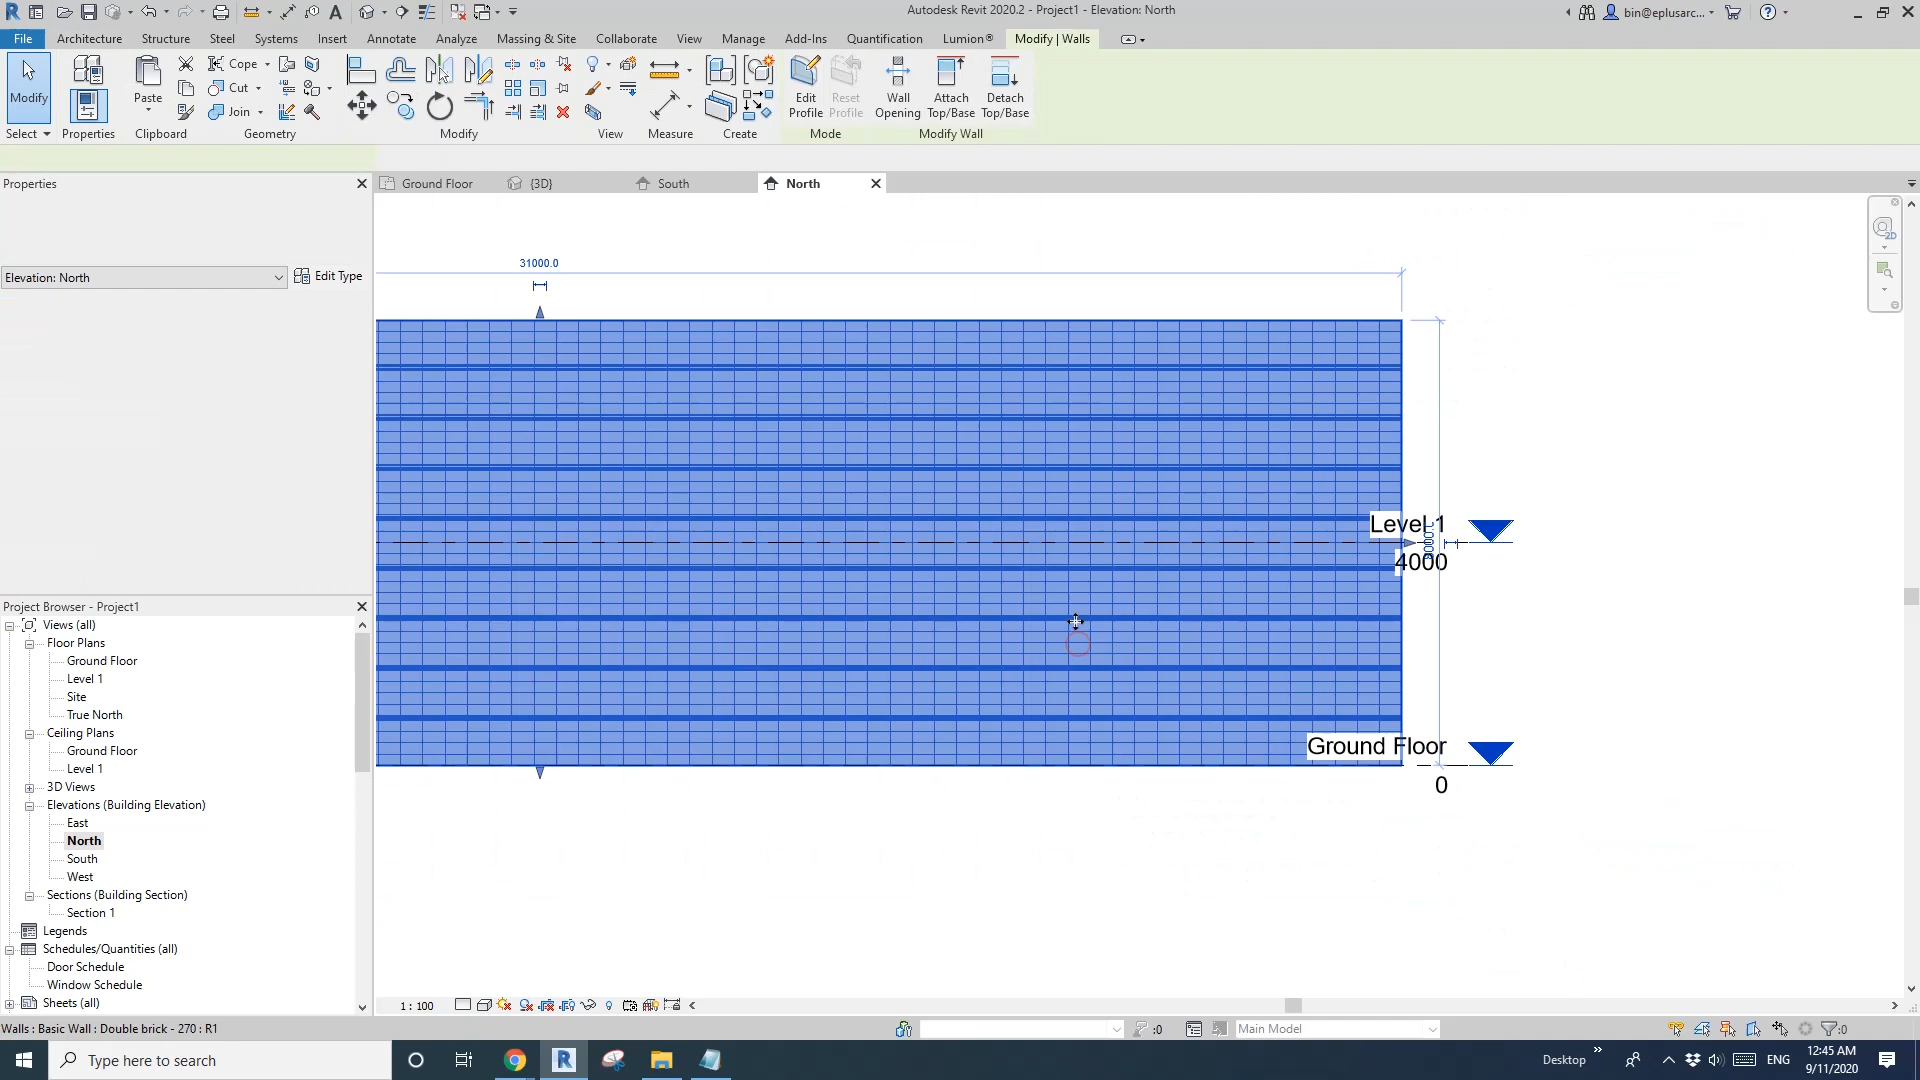 Autodesk Revit 2020.2 - Project1 - Elevation: North
bin@eplusarc...
File Architecture Structure Steel Systems Insert Annotate Analyze Massing & Site Collaborate View Manage Add-Ins Quantification Lumion® Modify | Walls
Modify
Paste
Cope
Cut
Join
Edit Profile
Reset Profile
Wall Opening
Attach Top/Base
Detach Top/Base
Select Properties Clipboard Geometry Modify View Measure Create Mode Modify Wall
Properties
Ground Floor {3D} South North
Elevation: North
Edit Type
31000.0
Level 1
4000
Ground Floor
0
2D
Project Browser - Project1
Views (all)
Floor Plans
Ground Floor
Level 1
Site
True North
Ceiling Plans
Ground Floor
Level 1
3D Views
Elevations (Building Elevation)
East
North
South
West
Sections (Building Section)
Section 1
Legends
Schedules/Quantities (all)
Door Schedule
Window Schedule
Sheets (all)
1 : 100
Walls : Basic Wall : Double brick - 270 : R1
:0
Main Model
:0
Type here to search
Desktop
ENG
12:45 AM
9/11/2020